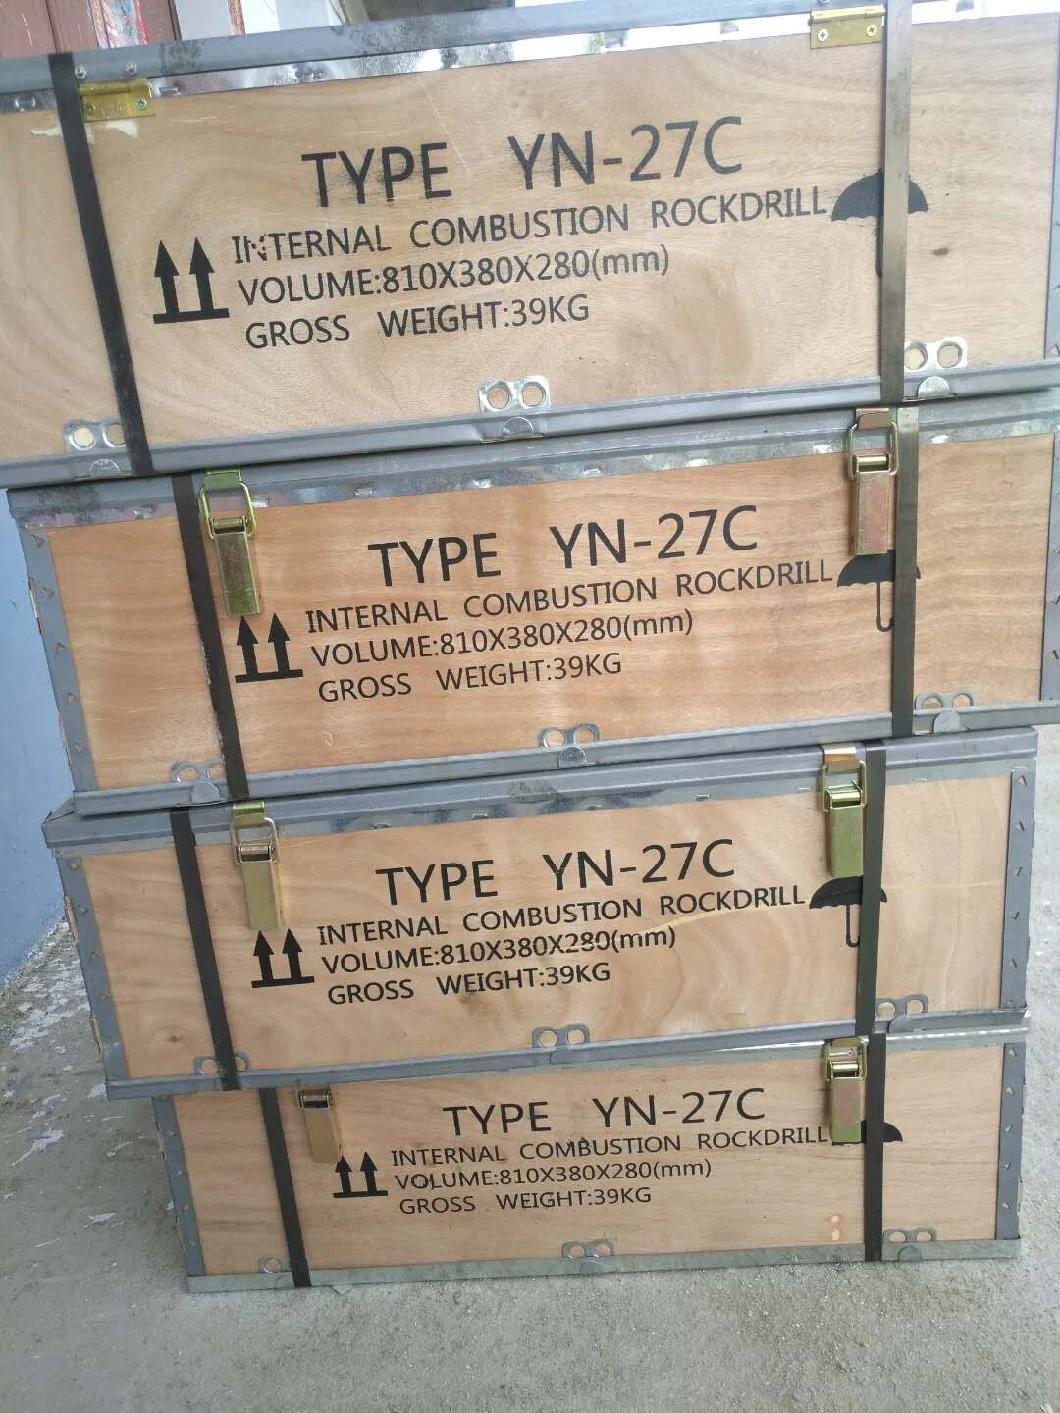 TYPE YN-27C
INTERNAL COMBUSTION ROCKDRILL
VOLUME:810X380X280(mm)
GROSS WEIGHT:39KG
TYPE YN-27C
INTERNAL COMBUSTION ROCKDRILL
VOLUME:810X380X280(mm)
GROSS WEIGHT:39KG
TYPE YN-27C
INTERNAL COMBUSTION ROCKDRILL
VOLUME:810X380X280(mm)
GROSS WEIGHT:39KG
TYPE YN-27C
INTERNAL COMBUSTION ROCKDRILL
VOLUME:810X380X280(mm)
GROSS WEIGHT:39KG